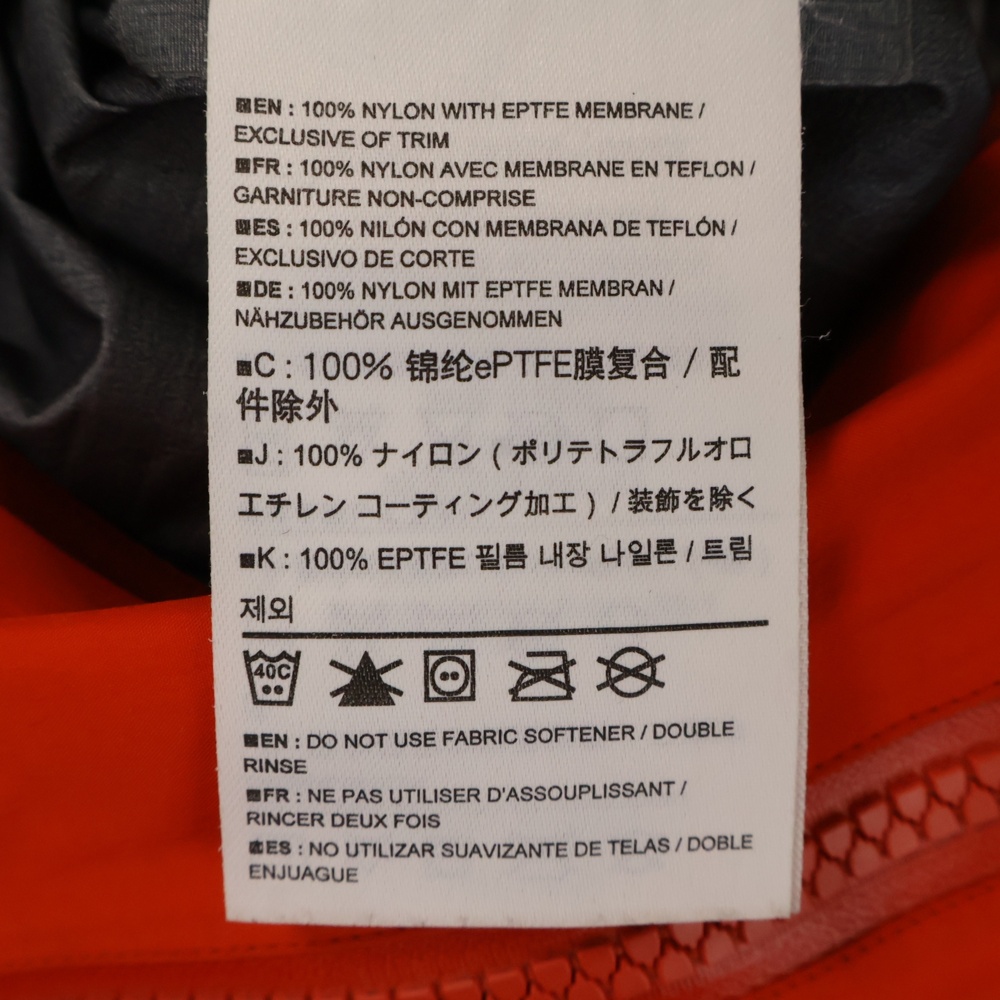 ■EN : 100% NYLON WITH EPTFE MEMBRANE /
EXCLUSIVE OF TRIM
■FR : 100% NYLON AVEC MEMBRANE EN TEFLON /
GARNITURE NON-COMPRISE
■ES : 100% NILÓN CON MEMBRANA DE TEFLÓN /
EXCLUSIVO DE CORTE
■DE : 100% NYLON MIT EPTFE MEMBRAN /
NÄHZUBEHÖR AUSGENOMMEN
■C : 100% 锦纶ePTFE膜复合 / 配
件除外
■J : 100% ナイロン ( ポリテトラフルオロ
エチレン コーティング加工 ) / 装飾を除く
■K : 100% EPTFE 필름 내장 나일론 / 트림
제외
40C
■EN : DO NOT USE FABRIC SOFTENER / DOUBLE
RINSE
■FR : NE PAS UTILISER D'ASSOUPLISSANT /
RINCER DEUX FOIS
■ES : NO UTILIZAR SUAVIZANTE DE TELAS / DOBLE
ENJUAGUE